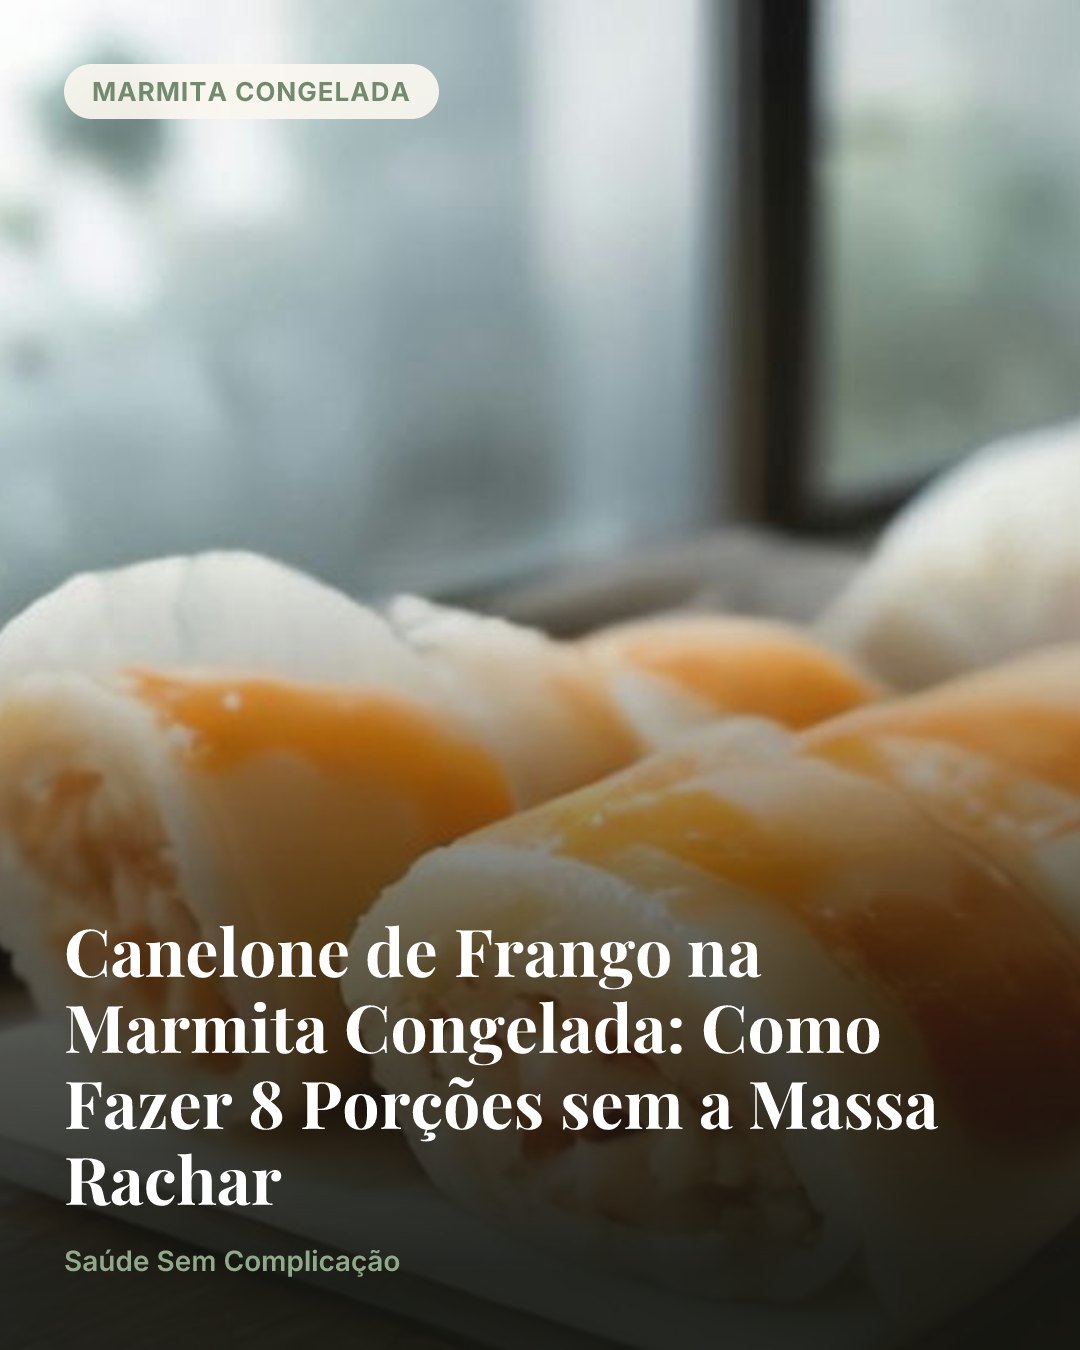 MARMITA CONGELADA
Canelone de Frango na
Marmita Congelada: Como
Fazer 8 Porções sem a Massa
Rachar
Saúde Sem Complicação